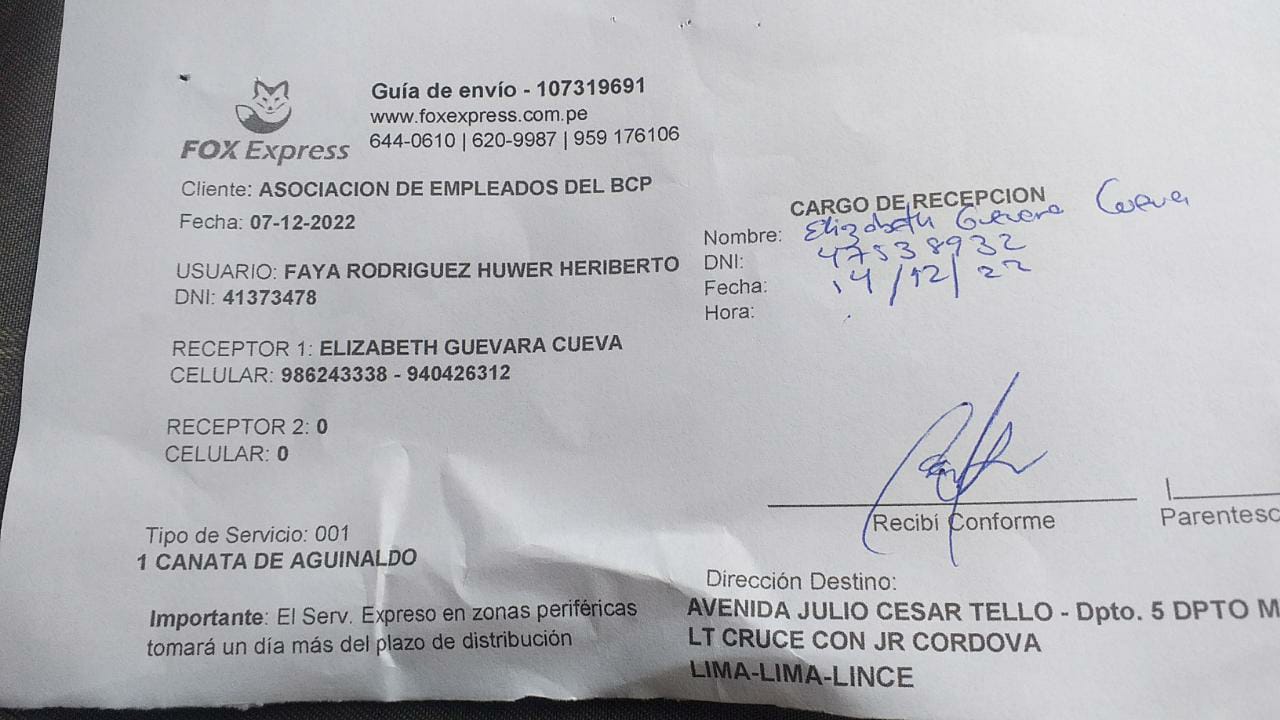 FOX Express
Guía de envío - 107319691
www.foxexpress.com.pe
644-0610 | 620-9987 | 959 176106
Cliente: ASOCIACION DE EMPLEADOS DEL BCP
Fecha: 07-12-2022
USUARIO: FAYA RODRIGUEZ HUWER HERIBERTO
DNI: 41373478
RECEPTOR 1: ELIZABETH GUEVARA CUEVA
CELULAR: 986243338 - 940426312
RECEPTOR 2: 0
CELULAR: 0
Tipo de Servicio: 001
1 CANATA DE AGUINALDO
Importante: El Serv. Expreso en zonas periféricas
tomará un día más del plazo de distribución
CARGO DE RECEPCION
Nombre: Elizabeth Guevara Cueva
DNI: 47538932
Fecha: 14/12/22
Hora:
Recibí Conforme
Parentesc
Dirección Destino:
AVENIDA JULIO CESAR TELLO - Dpto. 5 DPTO M
LT CRUCE CON JR CORDOVA
LIMA-LIMA-LINCE